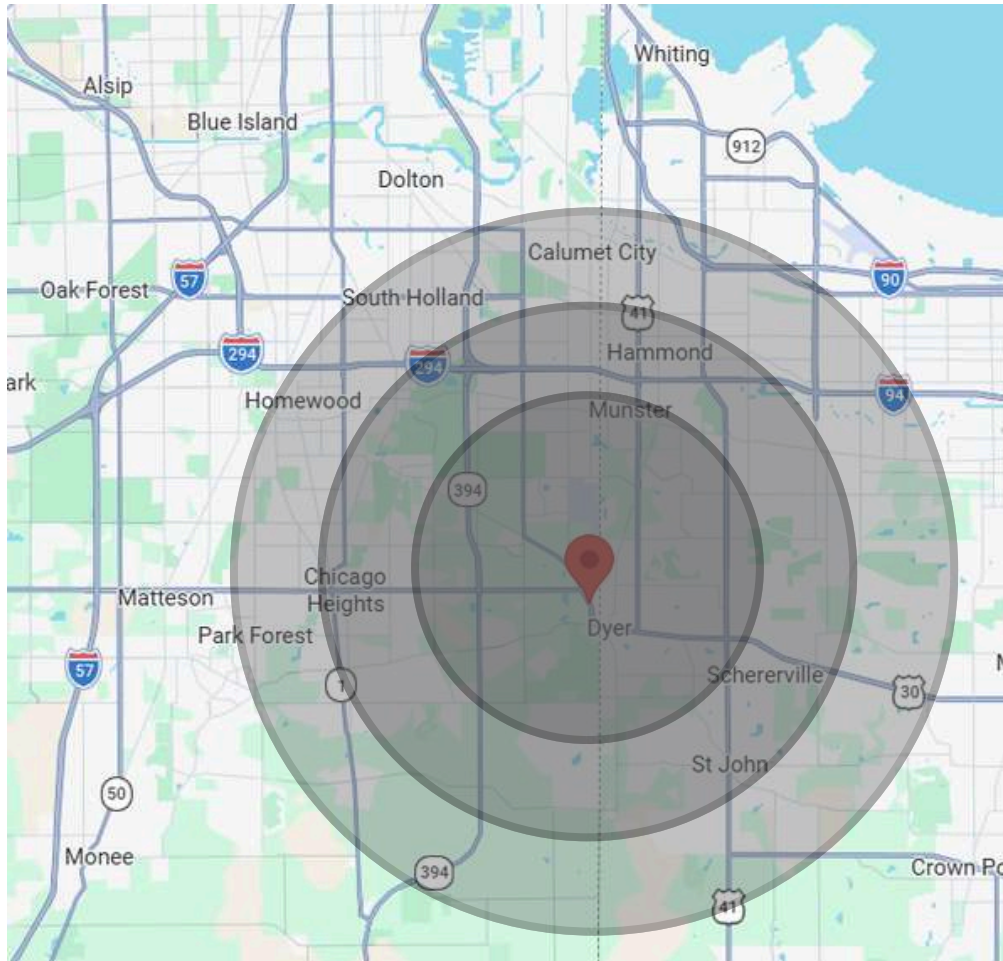 Whiting
Alsip
Blue Island
912
Dolton
Calumet City
57
90
Oak Forest
South Holland
41
294
Hammond
294
ark
94
Homewood
Munster
394
Chicago
Heights
Matteson
Dyer
Park Forest
57
Schererville
1
30
St John
50
Monee
Crown Po
394
41